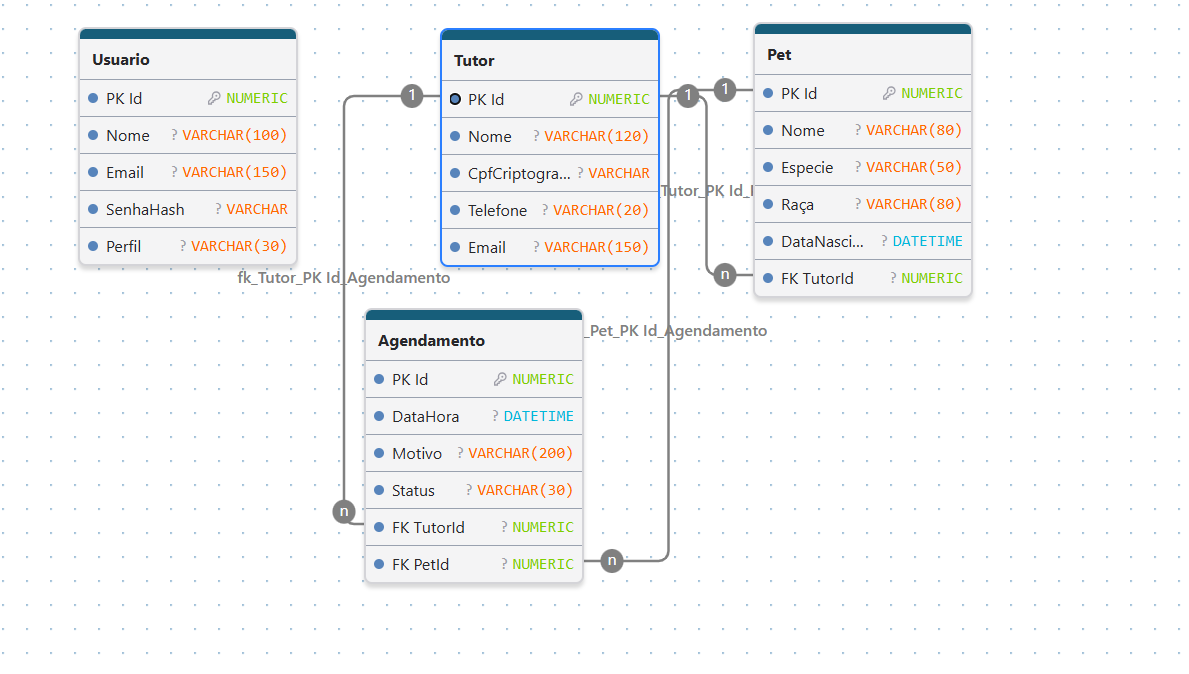 Usuario
PK Id NUMERIC
Nome ? VARCHAR(100)
Email ? VARCHAR(150)
SenhaHash ? VARCHAR
Perfil ? VARCHAR(30)
Tutor
PK Id NUMERIC
Nome ? VARCHAR(120)
CpfCriptogra... ? VARCHAR
Telefone ? VARCHAR(20)
Email ? VARCHAR(150)
Pet
PK Id NUMERIC
Nome ? VARCHAR(80)
Especie ? VARCHAR(50)
Raça ? VARCHAR(80)
DataNasci... ? DATETIME
FK TutorId ? NUMERIC
1
1
1
n
_Tutor_PK Id_
fk_Tutor_PK Id_Agendamento
_Pet_PK Id_Agendamento
Agendamento
PK Id NUMERIC
DataHora ? DATETIME
Motivo ? VARCHAR(200)
Status ? VARCHAR(30)
FK TutorId ? NUMERIC
FK PetId ? NUMERIC
n
n